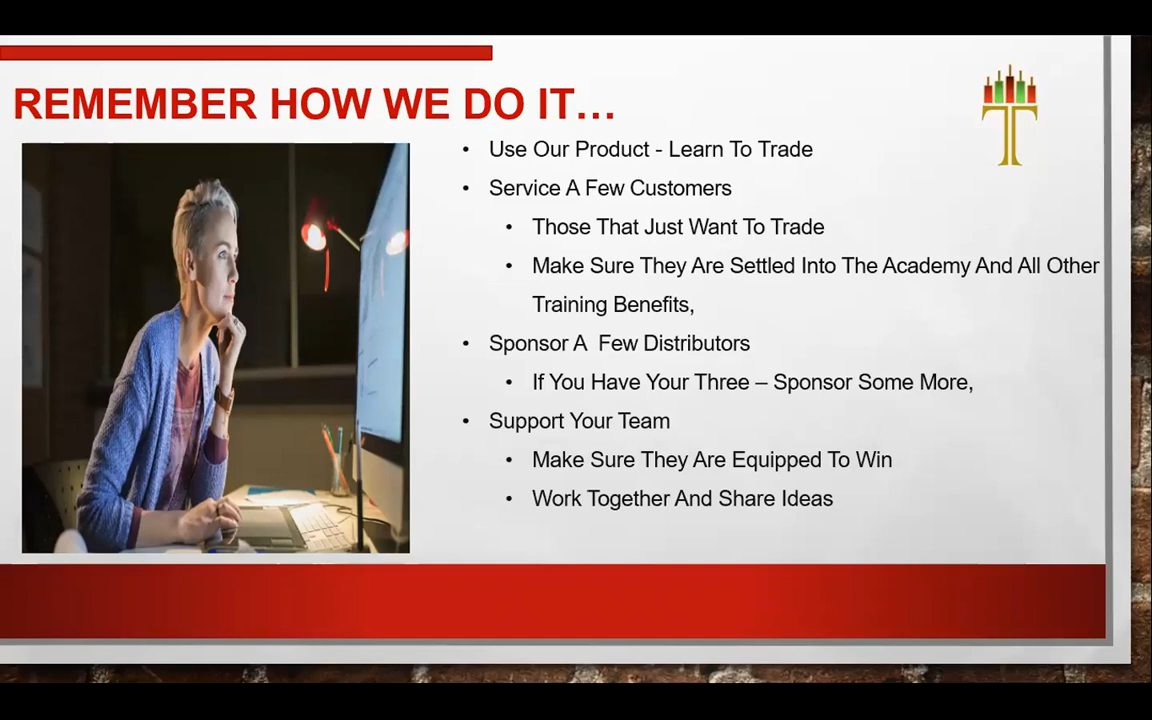 REMEMBER HOW WE DO IT...
• Use Our Product - Learn To Trade
• Service A Few Customers
• Those That Just Want To Trade
• Make Sure They Are Settled Into The Academy And All Other
Training Benefits,
• Sponsor A  Few Distributors
• If You Have Your Three – Sponsor Some More,
• Support Your Team
• Make Sure They Are Equipped To Win
• Work Together And Share Ideas
T